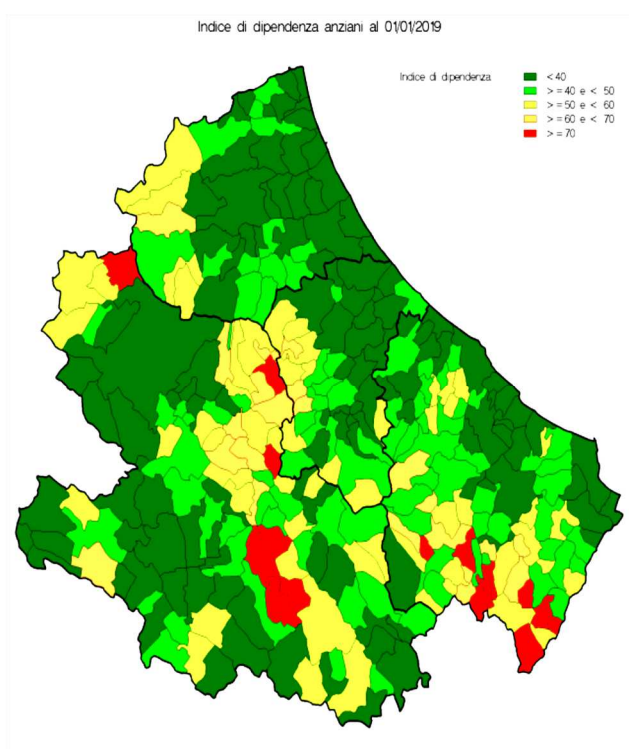 Indice di dipendenza anziani al 01/01/2019
Indice di dipendenza
<40
>=40 e < 50
>=50 e < 60
>=60 e < 70
>=70